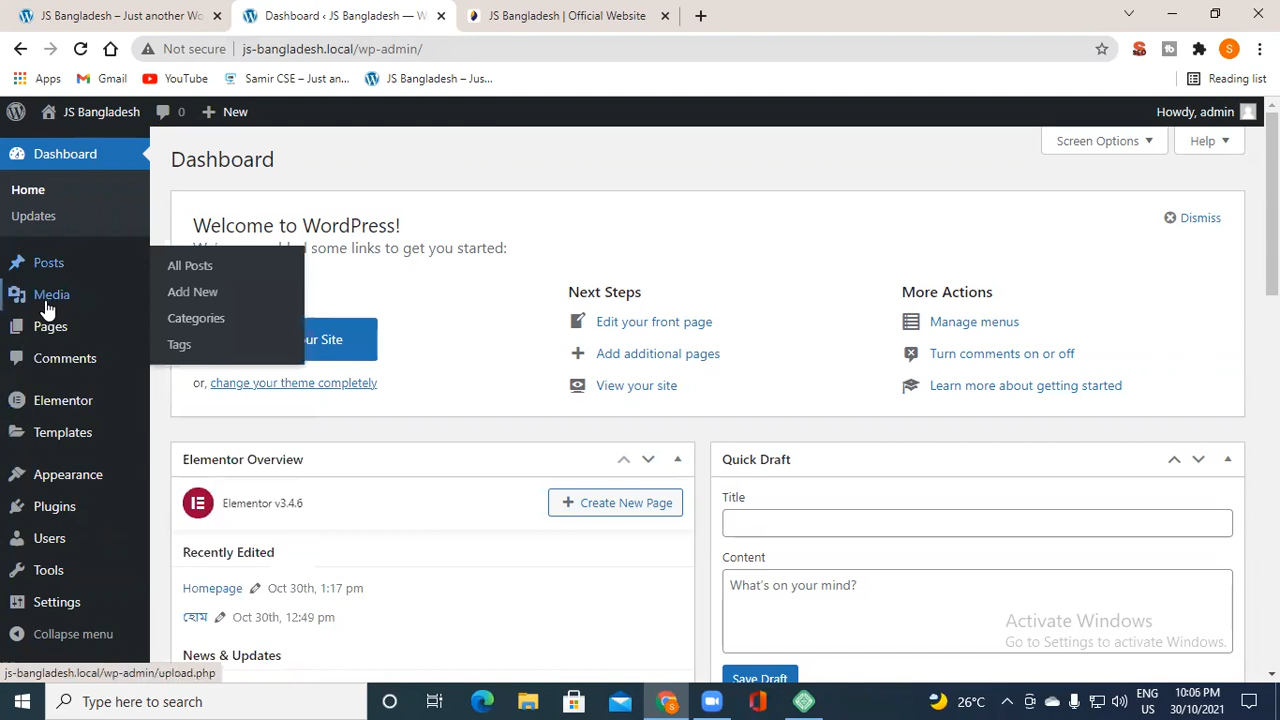 JS Bangladesh – Just another Wo
Dashboard ‹ JS Bangladesh — W
JS Bangladesh | Official Website
Not secure
js-bangladesh.local/wp-admin/
Apps
Gmail
YouTube
Samir CSE – Just an...
JS Bangladesh – Jus...
Reading list
JS Bangladesh
0
New
Howdy, admin
Dashboard
Home
Updates
Posts
Media
Pages
Comments
Elementor
Templates
Appearance
Plugins
Users
Tools
Settings
Collapse menu
All Posts
Add New
Categories
Tags
Dashboard
Screen Options
Help
Welcome to WordPress!
some links to get you started:
Dismiss
ur Site
or, change your theme completely
Next Steps
Edit your front page
Add additional pages
View your site
More Actions
Manage menus
Turn comments on or off
Learn more about getting started
Elementor Overview
Elementor v3.4.6
Create New Page
Recently Edited
Homepage Oct 30th, 1:17 pm
হোম Oct 30th, 12:49 pm
News & Updates
Quick Draft
Title
Content
What's on your mind?
Save Draft
Activate Windows
Go to Settings to activate Windows.
js-bangladesh.local/wp-admin/upload.php
Type here to search
26°C
ENG
US
10:06 PM
30/10/2021